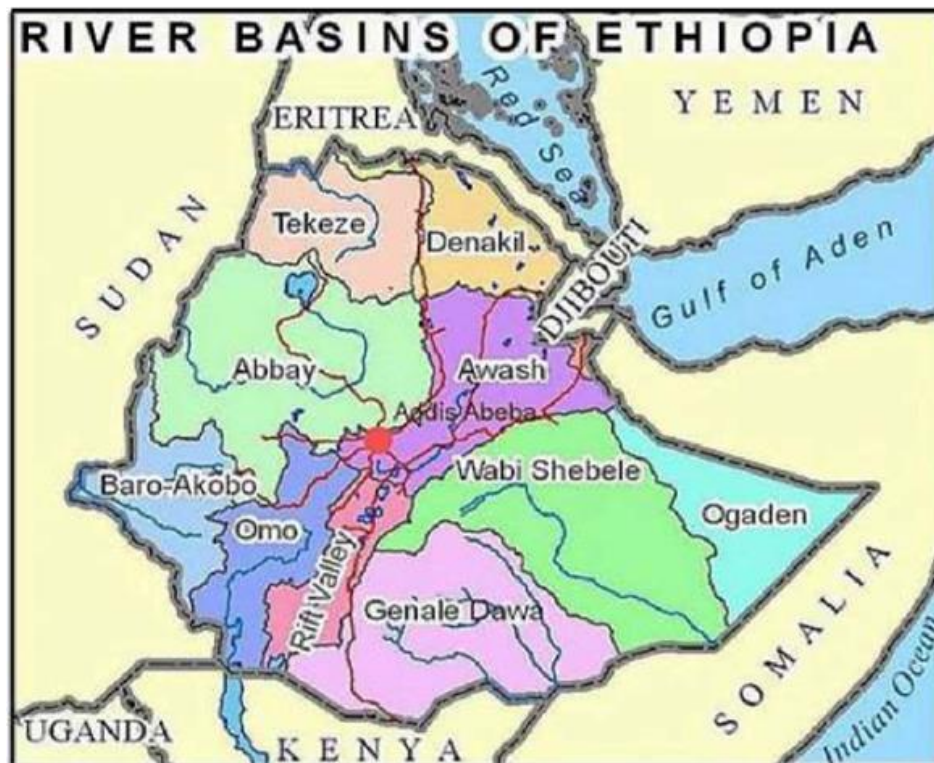 RIVER BASINS OF ETHIOPIA
Red Sea
YEMEN
ERITREA
SUDAN
Tekeze
Denakil
DJIBOUTI
Gulf of Aden
Abbay
Awash
Addis Abeba
Wabi Shebele
Baro-Akobo
Omo
Ogaden
Rift Valley
Genale Dawa
SOMALIA
Indian Ocean
UGANDA
KENYA